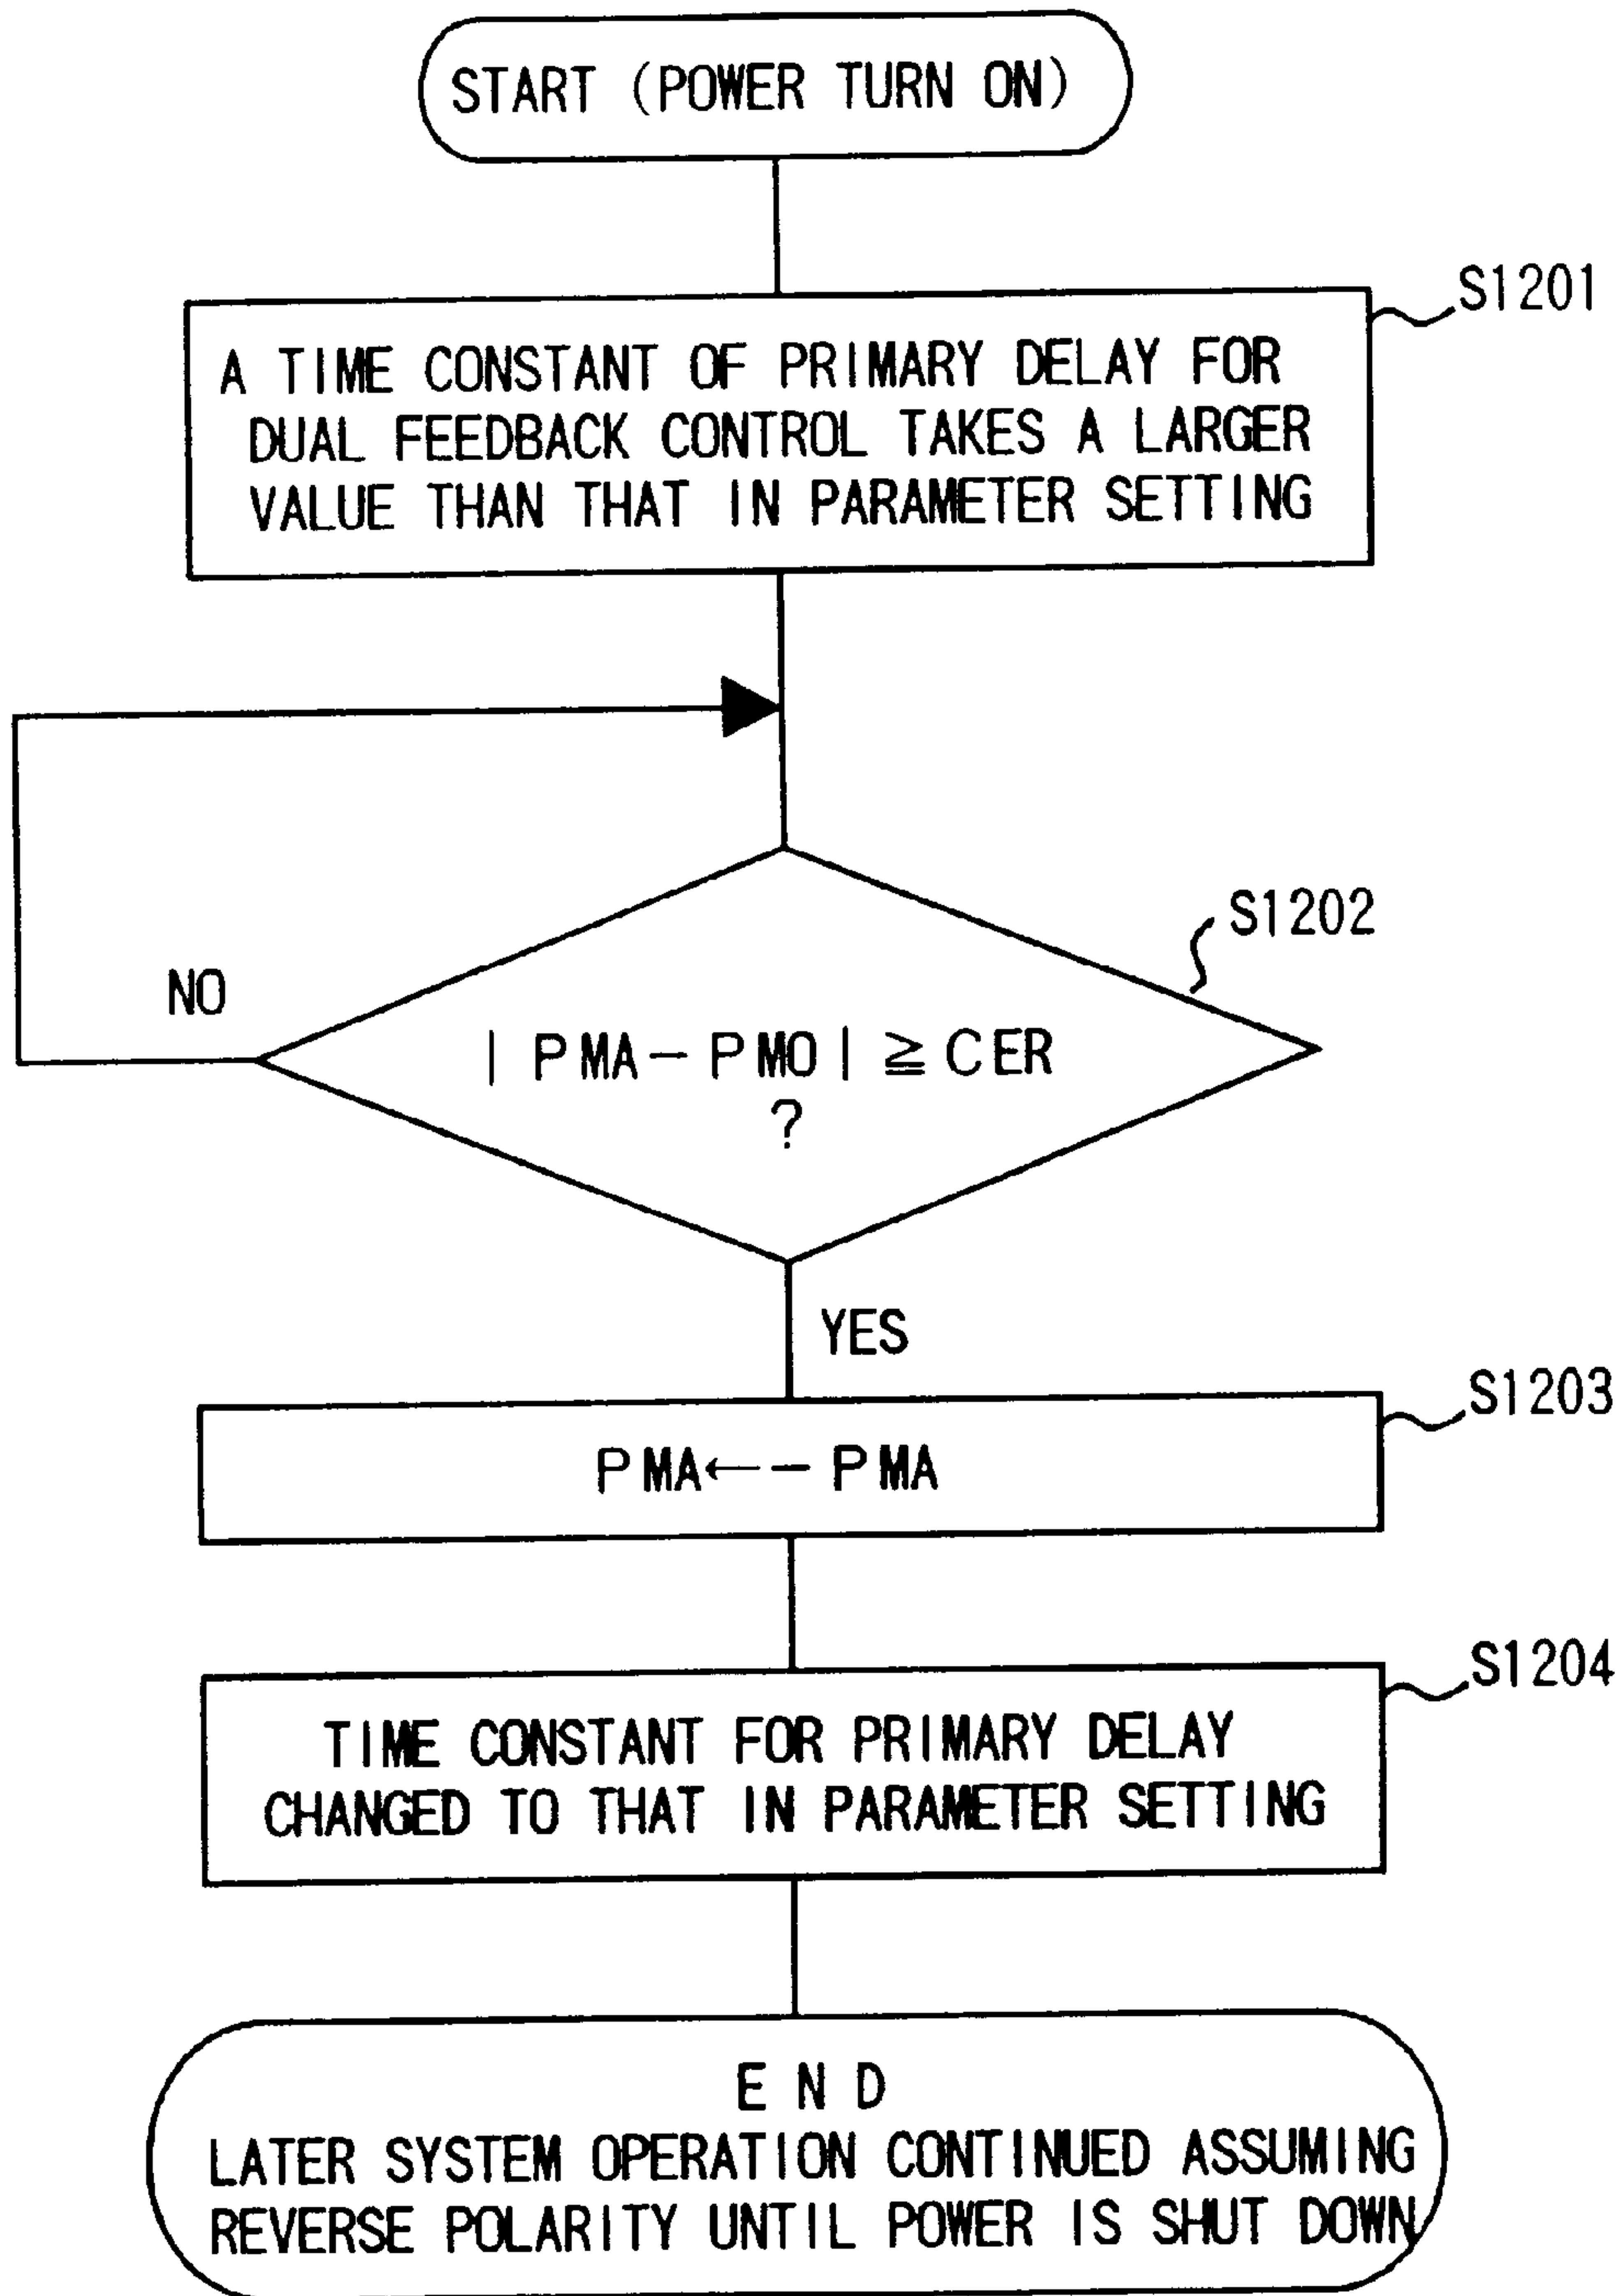 START (POWER TURN ON)
S1201
A TIME CONSTANT OF PRIMARY DELAY FOR
DUAL FEEDBACK CONTROL TAKES A LARGER
VALUE THAN THAT IN PARAMETER SETTING
S1202
NO
| PMA - PMO | ≧ CER
?
YES
S1203
PMA←-PMA
S1204
TIME CONSTANT FOR PRIMARY DELAY
CHANGED TO THAT IN PARAMETER SETTING
END
LATER SYSTEM OPERATION CONTINUED ASSUMING
REVERSE POLARITY UNTIL POWER IS SHUT DOWN